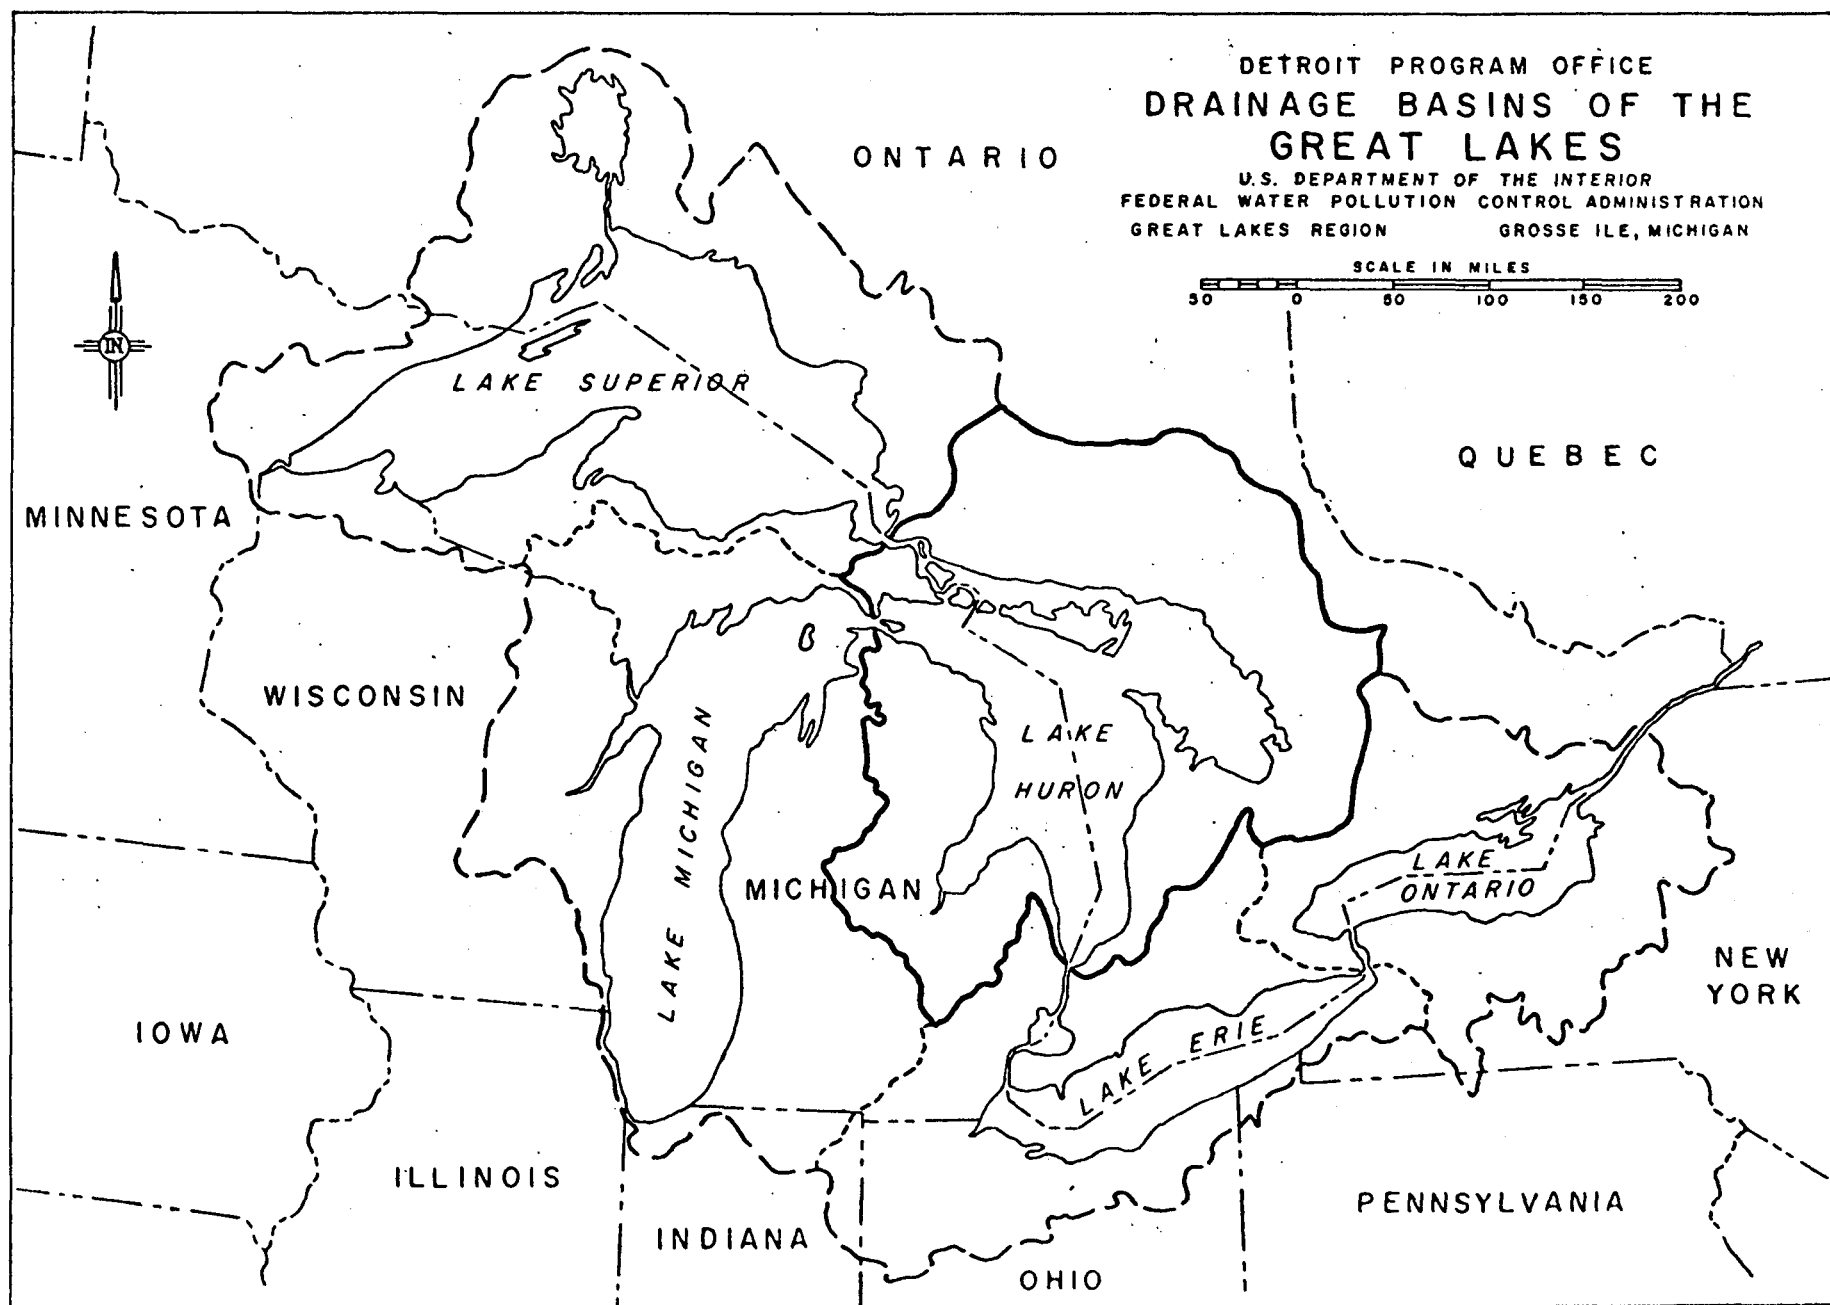 DETROIT PROGRAM OFFICE
DRAINAGE BASINS OF THE
GREAT LAKES
U.S. DEPARTMENT OF THE INTERIOR
FEDERAL WATER POLLUTION CONTROL ADMINISTRATION
GREAT LAKES REGION GROSSE ILE, MICHIGAN
SCALE IN MILES
50 0 50 100 150 200
ONTARIO
N
LAKE SUPERIOR
QUEBEC
MINNESOTA
WISCONSIN
LAKE MICHIGAN
LAKE
HURON
MICHIGAN
LAKE
ONTARIO
NEW
YORK
IOWA
LAKE ERIE
ILLINOIS
INDIANA
OHIO
PENNSYLVANIA